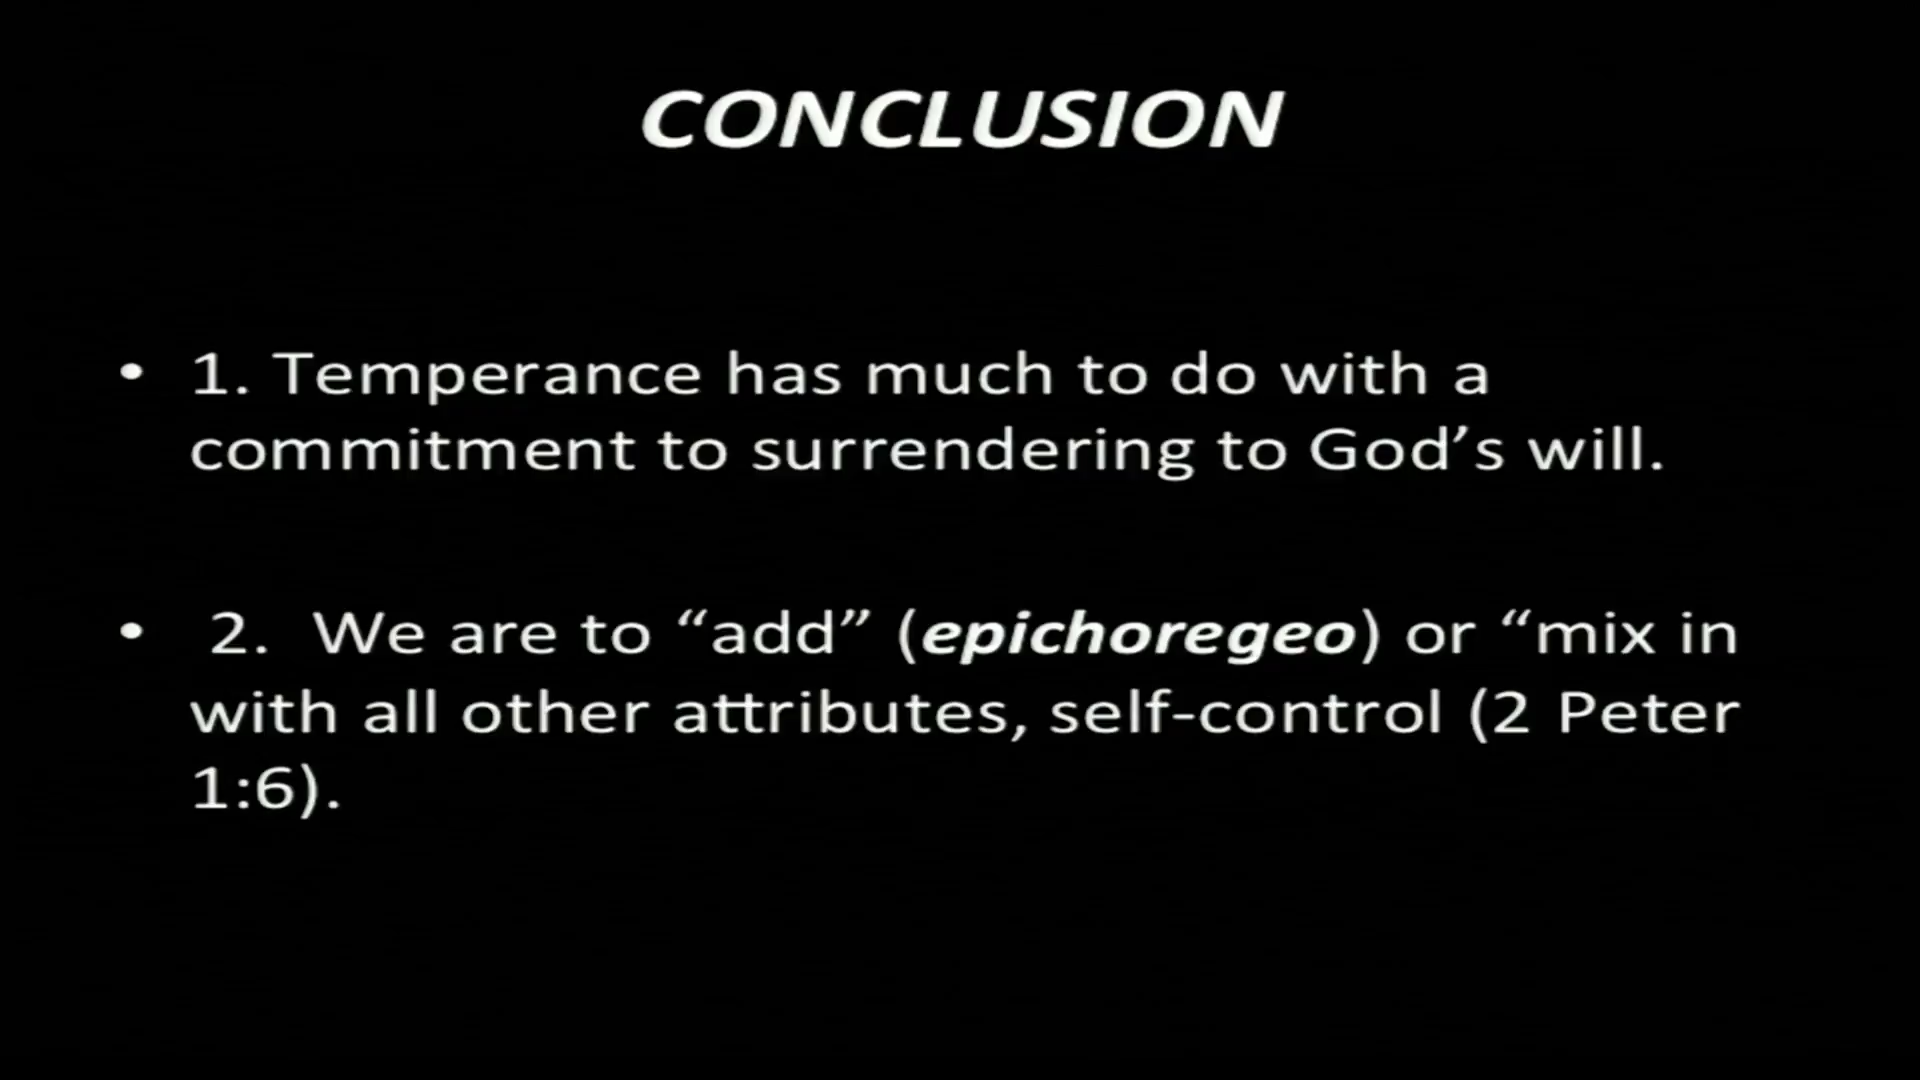 CONCLUSION
• 1. Temperance has much to do with a
commitment to surrendering to God’s will.
• 2. We are to “add” (epichoregeo) or “mix in
with all other attributes, self-control (2 Peter
1:6).